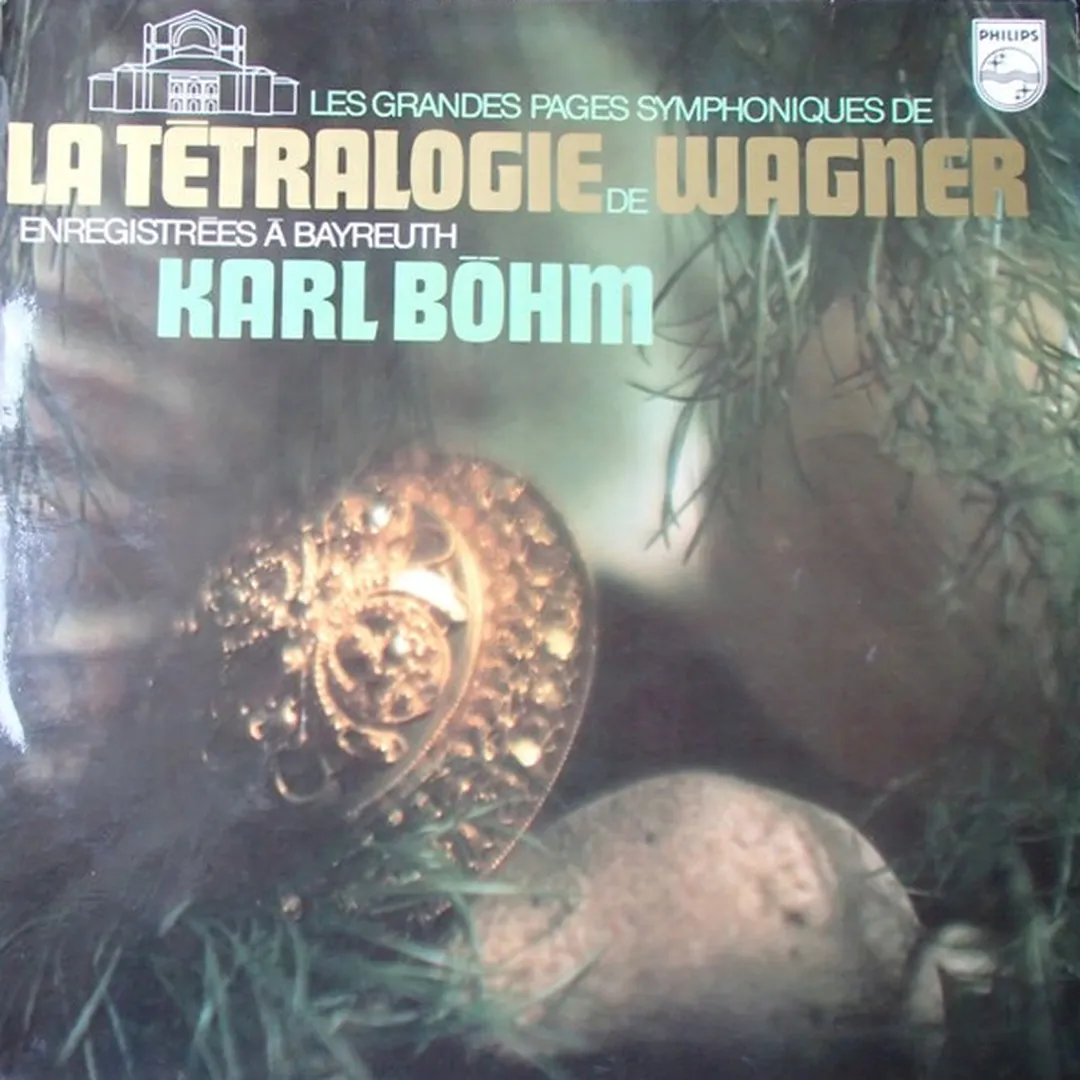 PHILIPS
LES GRANDES PAGES SYMPHONIQUES DE
LA TÉTRALOGIE DE WAGNER
ENREGISTRÉES À BAYREUTH
KARL BÖHM